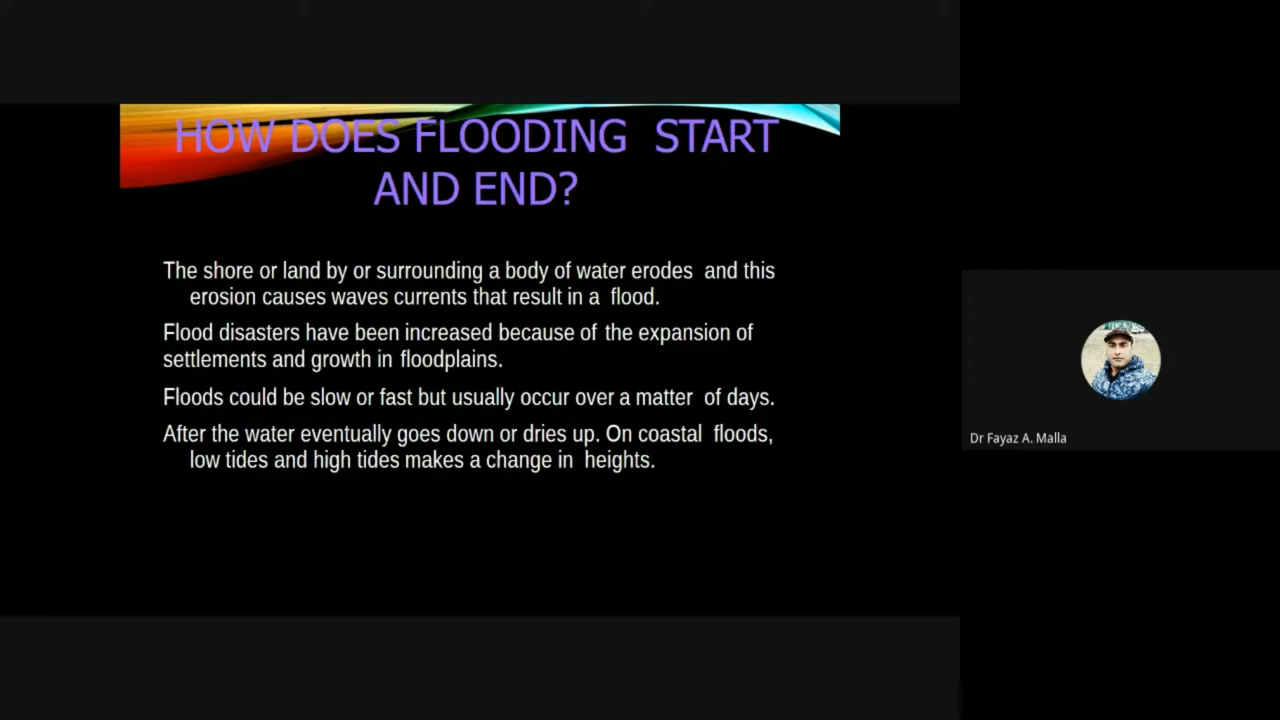 HOW DOES FLOODING START
AND END?
The shore or land by or surrounding a body of water erodes and this
erosion causes waves currents that result in a flood.
Flood disasters have been increased because of the expansion of
settlements and growth in floodplains.
Floods could be slow or fast but usually occur over a matter of days.
After the water eventually goes down or dries up. On coastal floods,
low tides and high tides makes a change in heights.
Dr Fayaz A. Malla